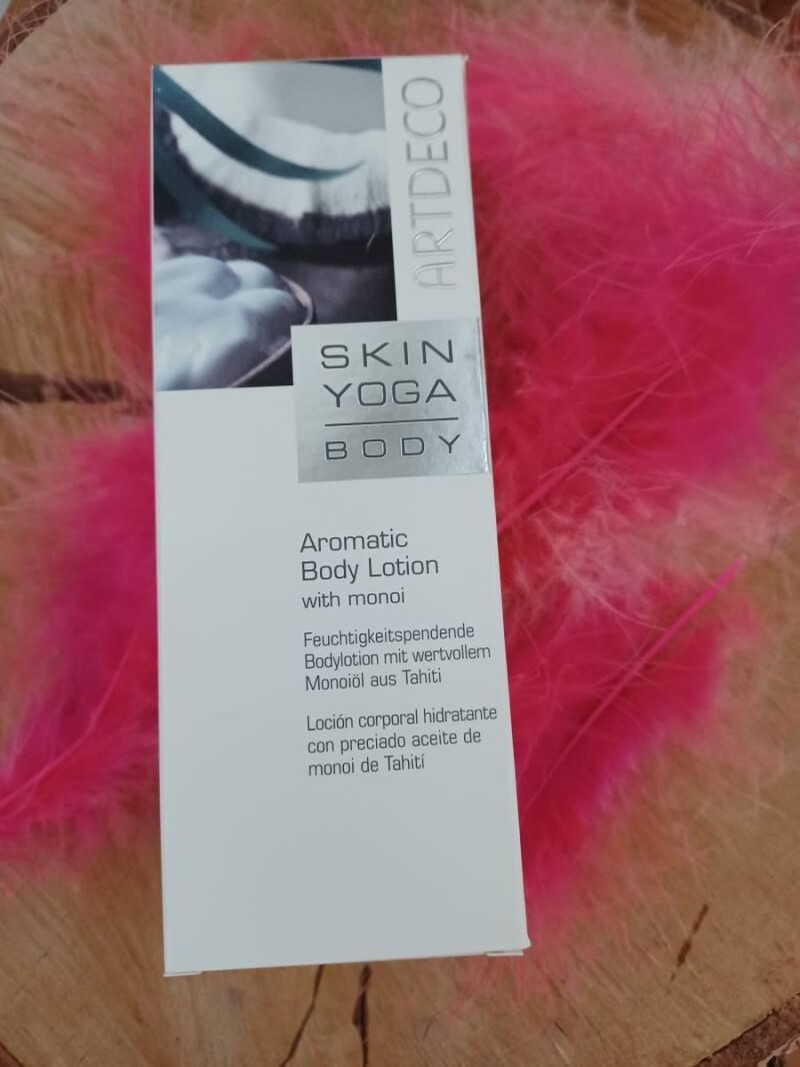 ARTDECO
SKIN
YOGA
BODY
Aromatic
Body Lotion
with monoi
Feuchtigkeitspendende
Bodylotion mit wertvollem
Monoiöl aus Tahiti
Loción corporal hidratante
con preciado aceite de
monoi de Tahití